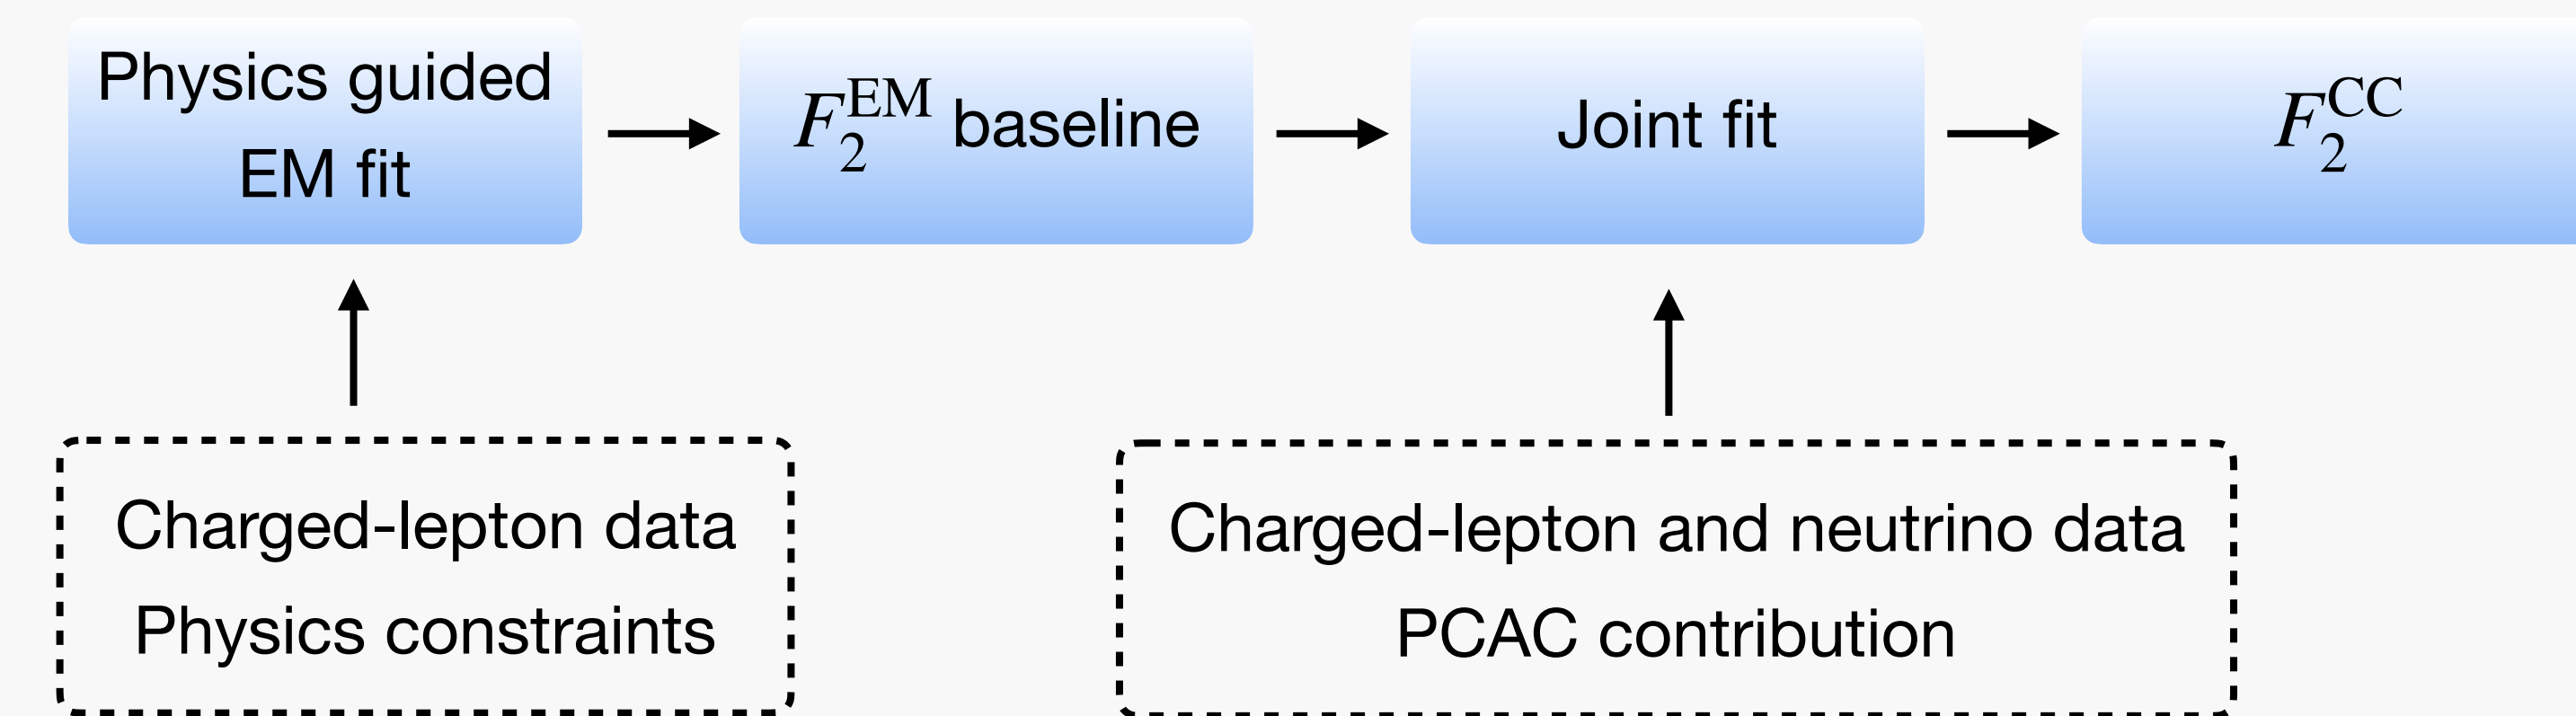 Physics guided
EM fit
F₂^EM baseline
Joint fit
F₂^CC
Charged-lepton data
Physics constraints
Charged-lepton and neutrino data
PCAC contribution